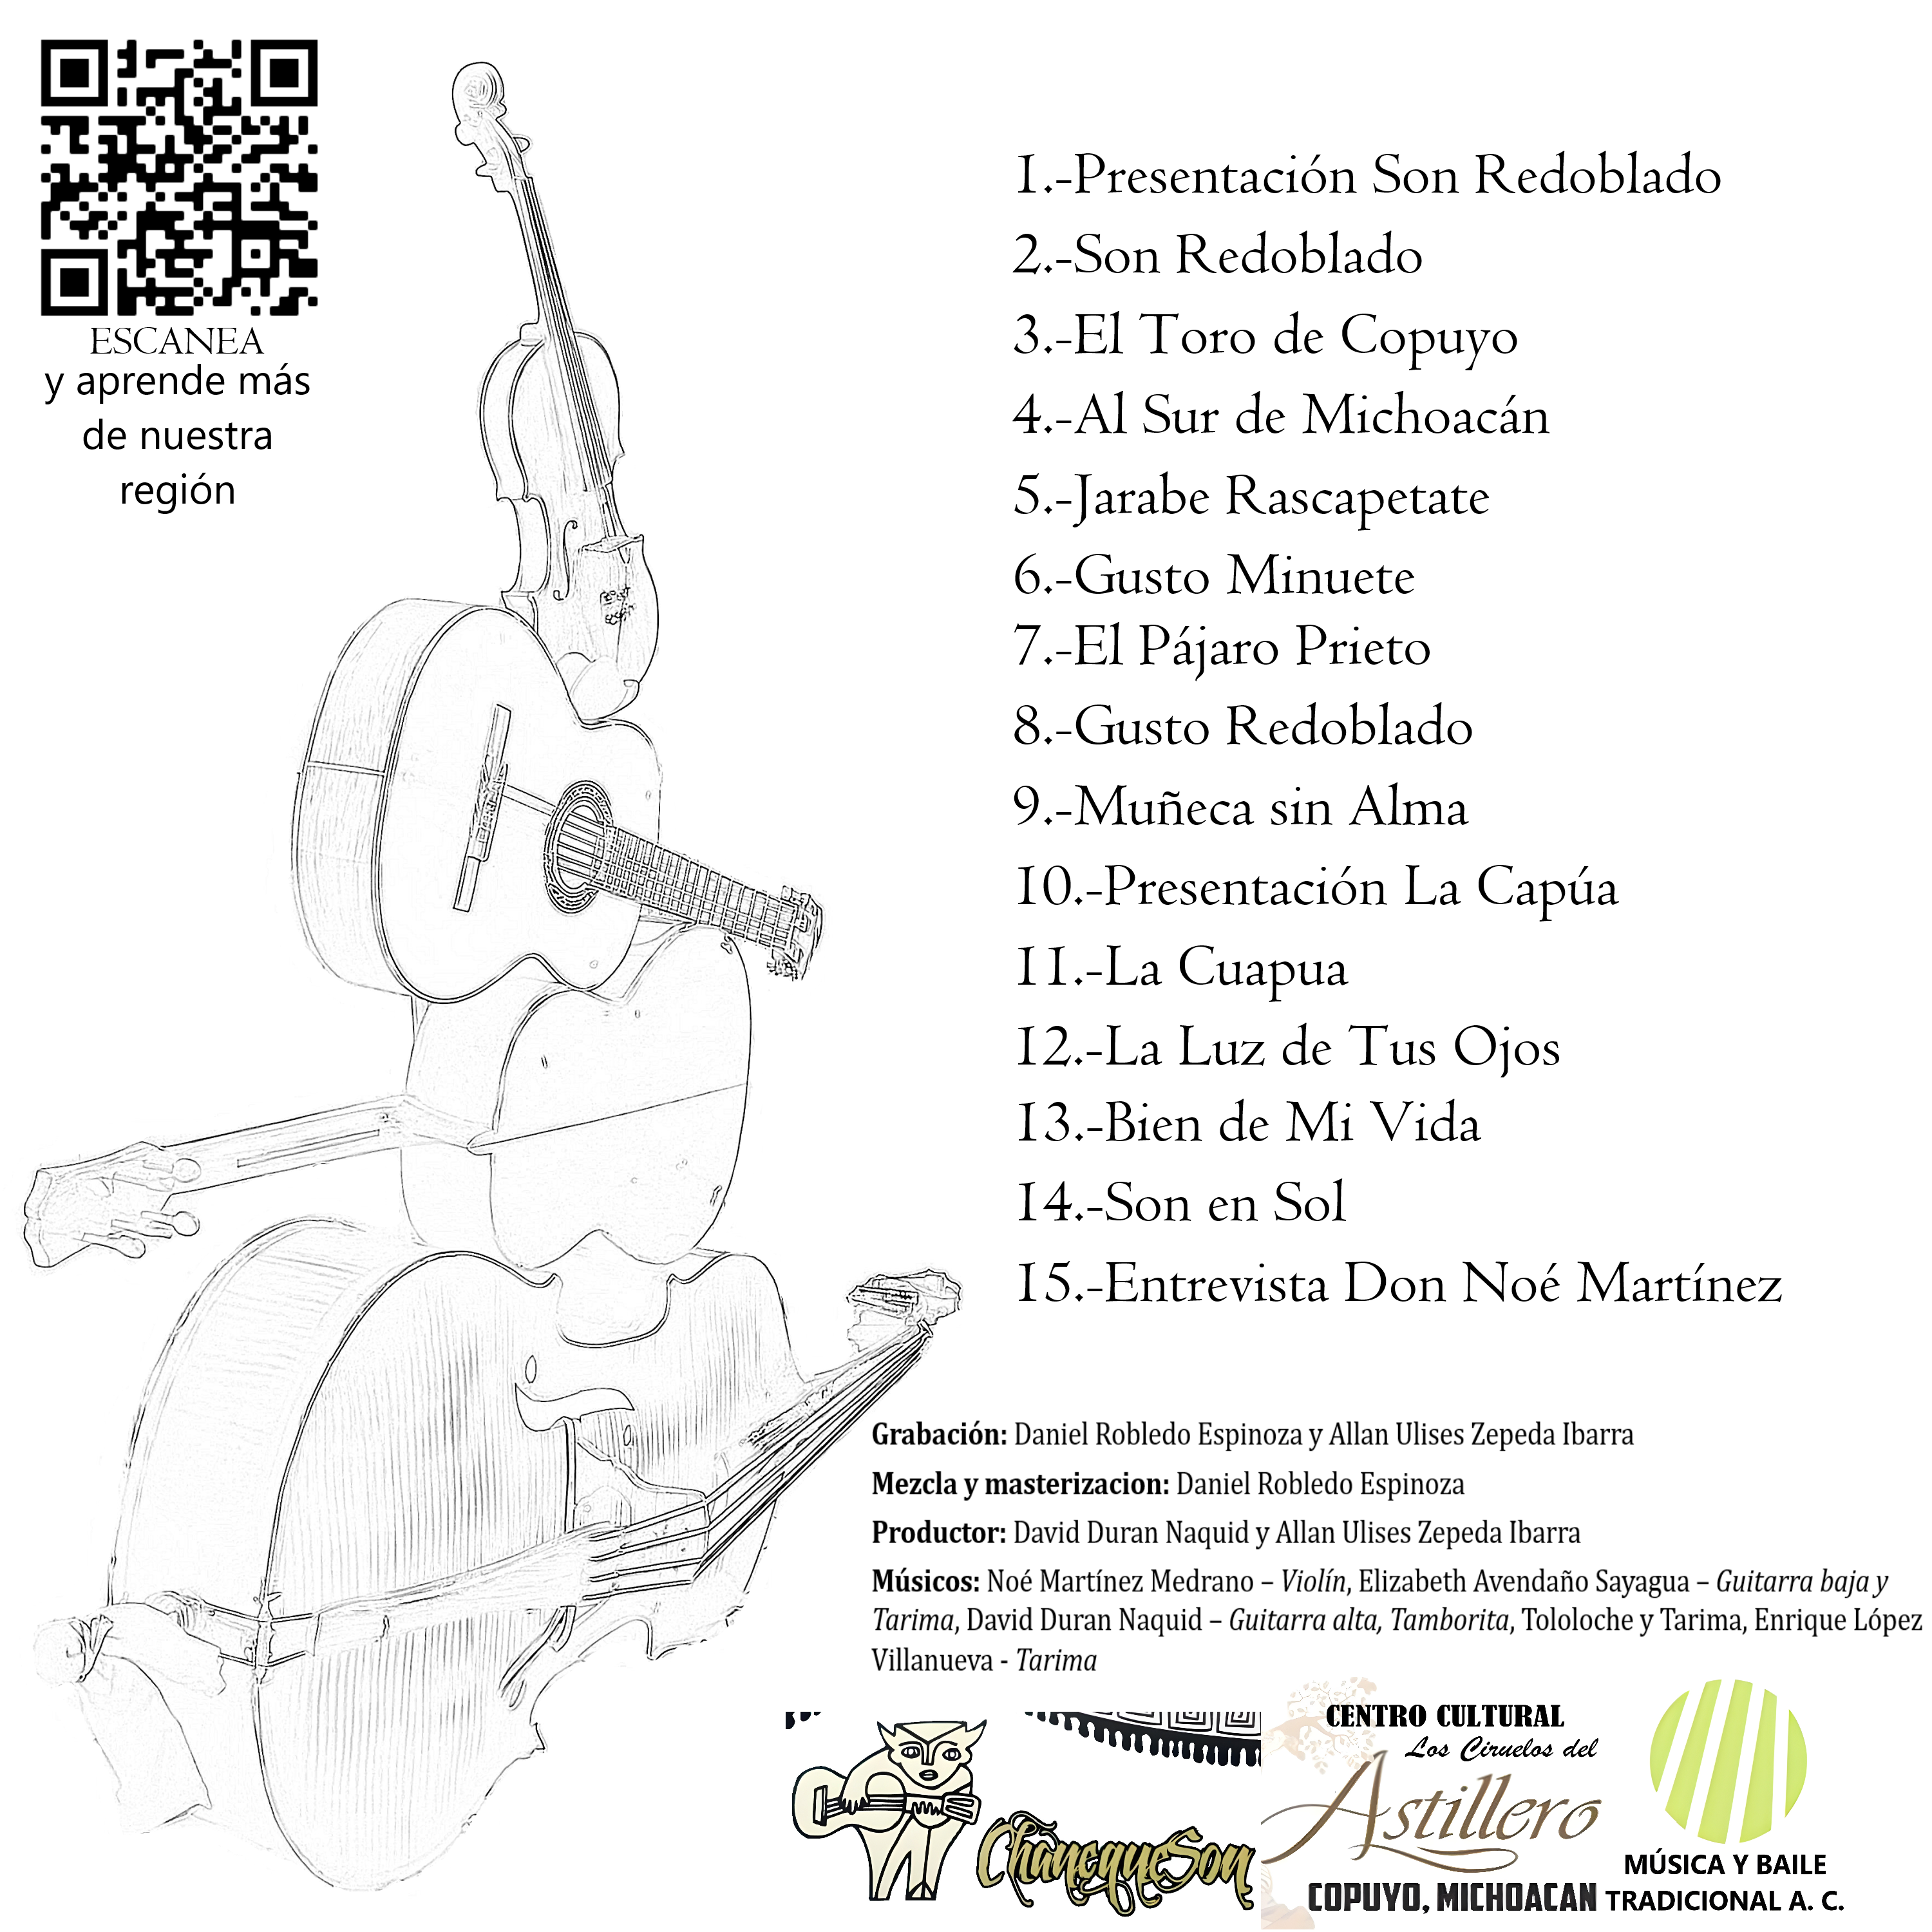 ESCANEA
y aprende más
de nuestra
región
1.-Presentación Son Redoblado
2.-Son Redoblado
3.-El Toro de Copuyo
4.-Al Sur de Michoacán
5.-Jarabe Rascapetate
6.-Gusto Minuete
7.-El Pájaro Prieto
8.-Gusto Redoblado
9.-Muñeca sin Alma
10.-Presentación La Capúa
11.-La Cuapua
12.-La Luz de Tus Ojos
13.-Bien de Mi Vida
14.-Son en Sol
15.-Entrevista Don Noé Martínez
Grabación: Daniel Robledo Espinoza y Allan Ulises Zepeda Ibarra
Mezcla y masterizacion: Daniel Robledo Espinoza
Productor: David Duran Naquid y Allan Ulises Zepeda Ibarra
Músicos: Noé Martínez Medrano – Violín, Elizabeth Avendaño Sayagua – Guitarra baja y
Tarima, David Duran Naquid – Guitarra alta, Tamborita, Tololoche y Tarima, Enrique López
Villanueva - Tarima
ChanequeSon
CENTRO CULTURAL
Los Ciruelos del
Astillero
COPUYO, MICHOACAN
MÚSICA Y BAILE
TRADICIONAL A. C.